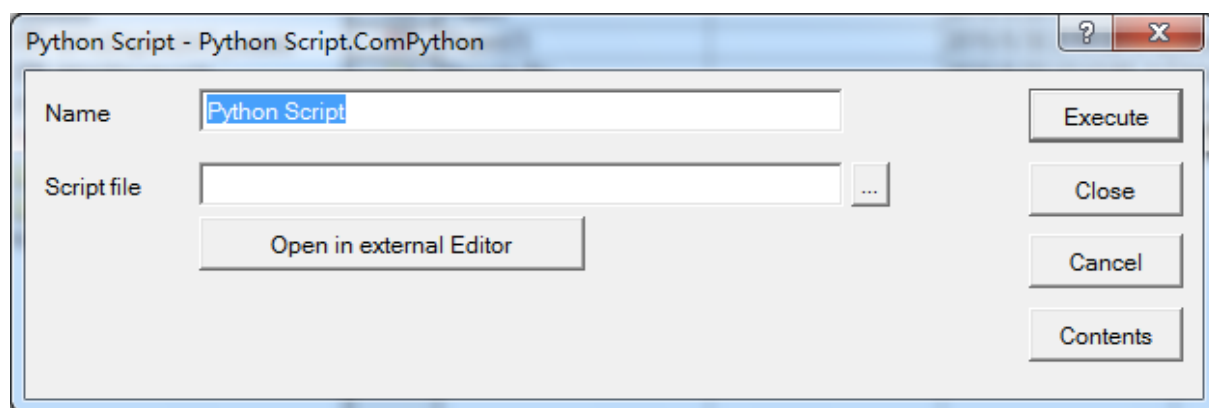 Python Script - Python Script.ComPython
Name
Python Script
Execute
Script file
...
Close
Open in external Editor
Cancel
Contents